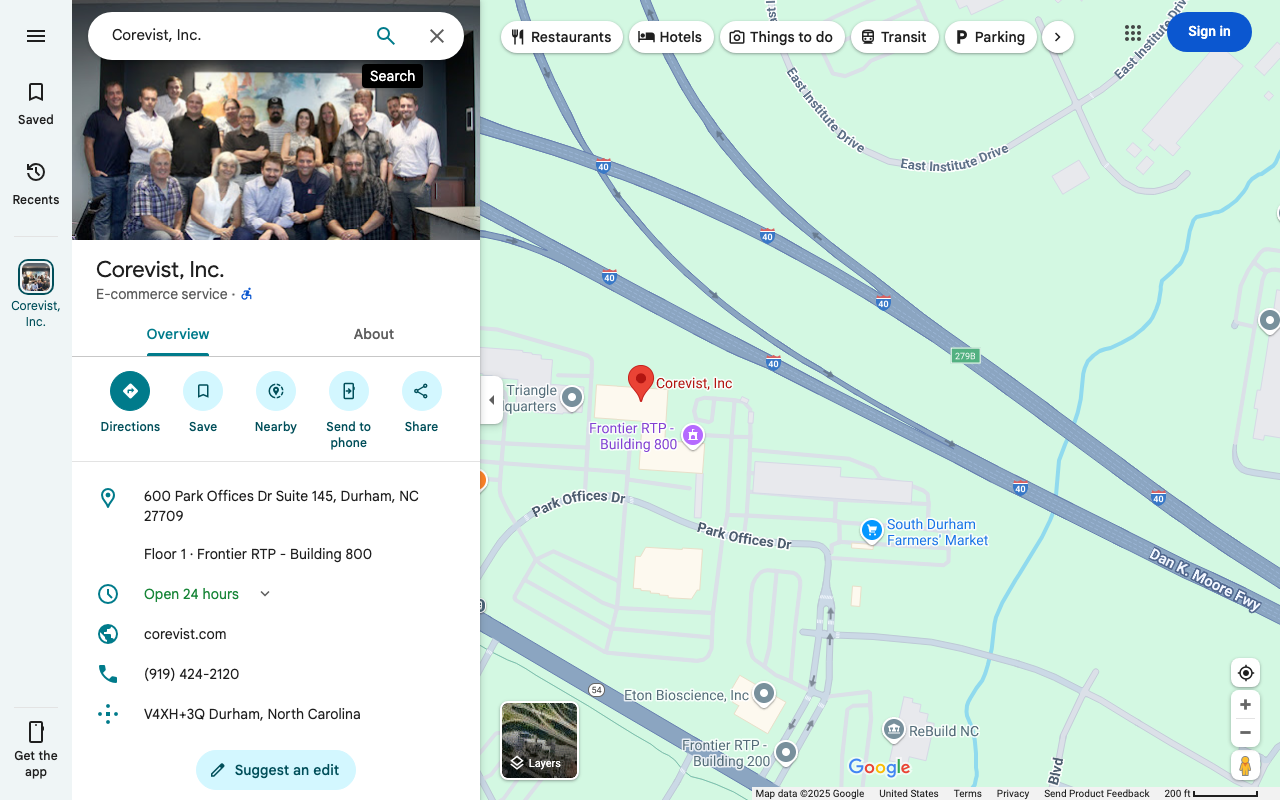 Corevist, Inc.
Search
Saved
Recents
Corevist,
Inc.
Get the
app
Corevist, Inc.
E-commerce service ·
Overview
About
Directions
Save
Nearby
Send to
phone
Share
600 Park Offices Dr Suite 145, Durham, NC
27709
Floor 1 · Frontier RTP - Building 800
Open 24 hours
corevist.com
(919) 424-2120
V4XH+3Q Durham, North Carolina
Suggest an edit
Restaurants
Hotels
Things to do
Transit
Parking
Sign in
East Institute Drive
East Institute Drive
East Institute Drive
40
40
40
40
40
40
40
279B
Triangle
quarters
Corevist, Inc
Frontier RTP -
Building 800
Park Offices Dr
Park Offices Dr
South Durham
Farmers' Market
Dan K. Moore Fwy
54
Eton Bioscience, Inc
Frontier RTP -
Building 200
ReBuild NC
Blvd
Layers
Google
Map data ©2025 Google
United States
Terms
Privacy
Send Product Feedback
200 ft